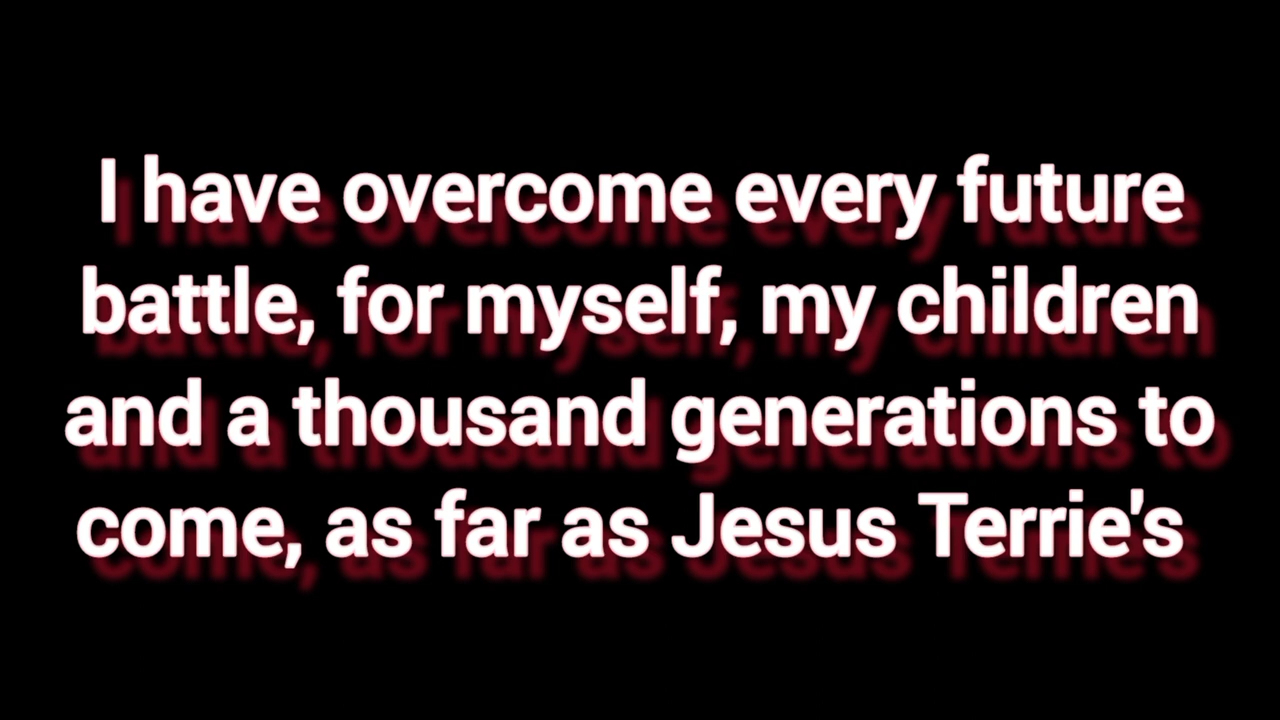 I have overcome every future
battle, for myself, my children
and a thousand generations to
come, as far as Jesus Terrie's